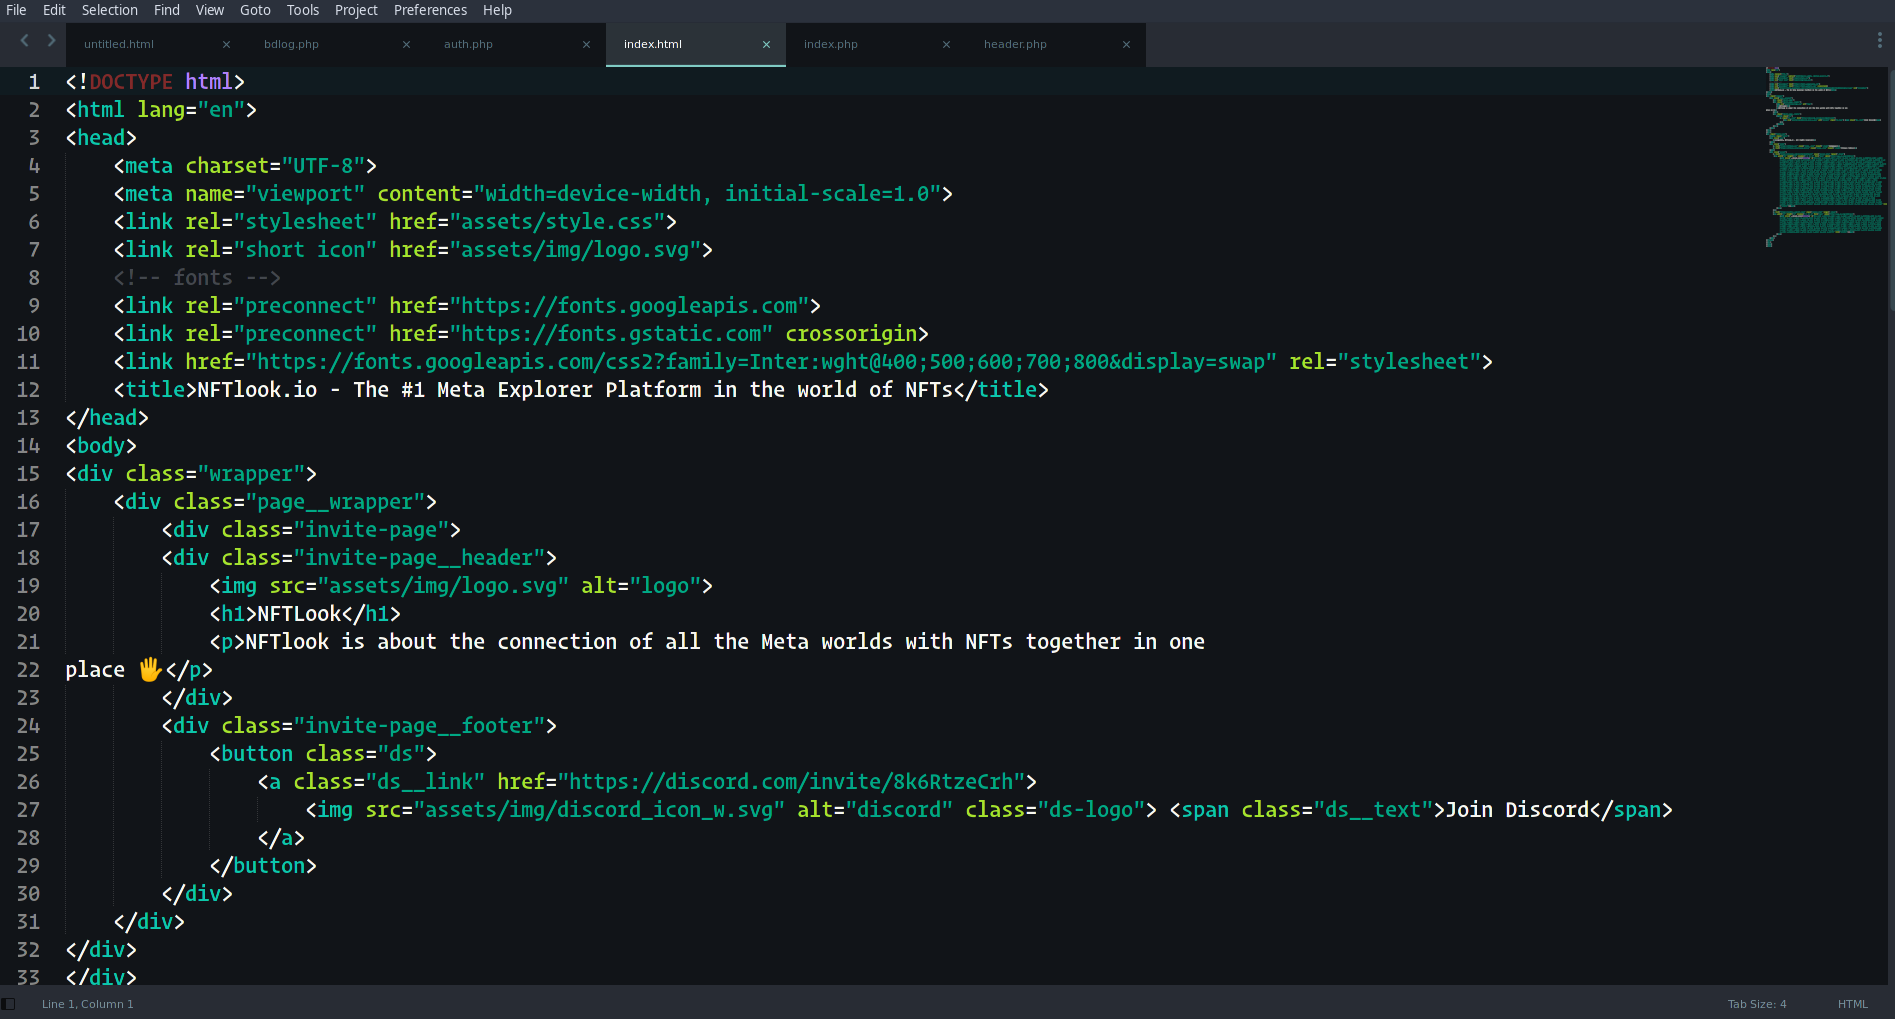 File Edit Selection Find View Goto Tools Project Preferences Help
untitled.html × bdlog.php × auth.php × index.html × index.php × header.php ×
1 <!DOCTYPE html>
2 <html lang="en">
3 <head>
4     <meta charset="UTF-8">
5     <meta name="viewport" content="width=device-width, initial-scale=1.0">
6     <link rel="stylesheet" href="assets/style.css">
7     <link rel="short icon" href="assets/img/logo.svg">
8     <!-- fonts -->
9     <link rel="preconnect" href="https://fonts.googleapis.com">
10     <link rel="preconnect" href="https://fonts.gstatic.com" crossorigin>
11     <link href="https://fonts.googleapis.com/css2?family=Inter:wght@400;500;600;700;800&display=swap" rel="stylesheet">
12     <title>NFTlook.io - The #1 Meta Explorer Platform in the world of NFTs</title>
13 </head>
14 <body>
15 <div class="wrapper">
16     <div class="page__wrapper">
17         <div class="invite-page">
18         <div class="invite-page__header">
19             <img src="assets/img/logo.svg" alt="logo">
20             <h1>NFTLook</h1>
21             <p>NFTlook is about the connection of all the Meta worlds with NFTs together in one
22 place 🖐</p>
23         </div>
24         <div class="invite-page__footer">
25             <button class="ds">
26                 <a class="ds__link" href="https://discord.com/invite/8k6RtzeCrh">
27                     <img src="assets/img/discord_icon_w.svg" alt="discord" class="ds-logo"> <span class="ds__text">Join Discord</span>
28                 </a>
29             </button>
30         </div>
31     </div>
32 </div>
33 </div>
Line 1, Column 1 Tab Size: 4 HTML